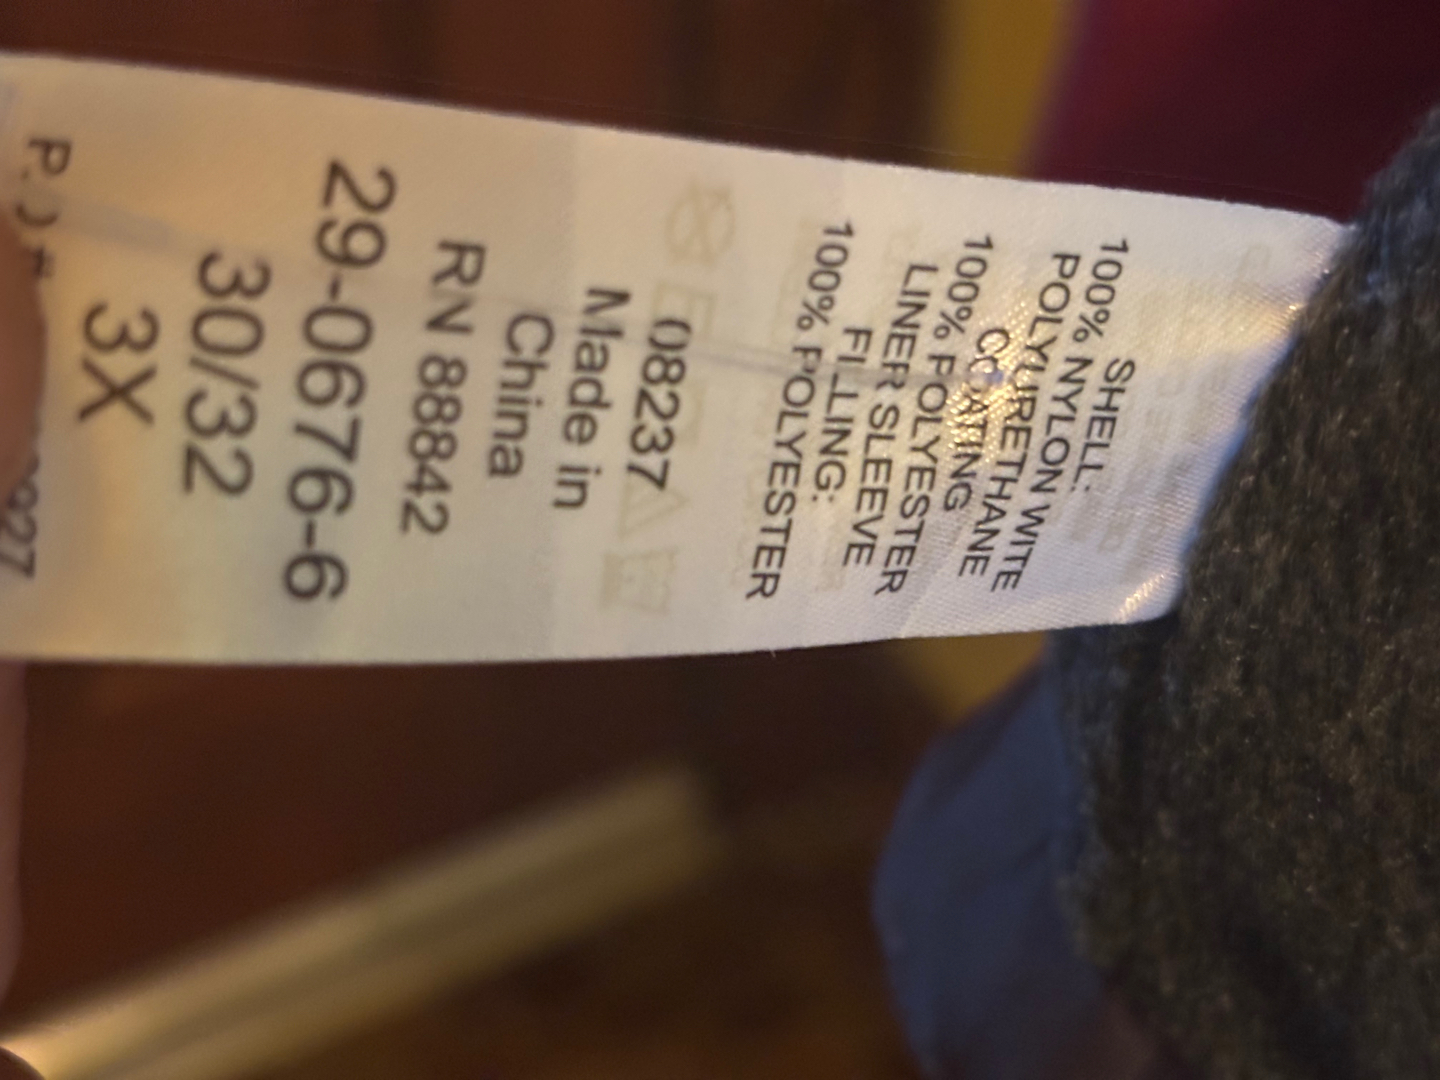 SHELL:
100% NYLON WITE
POLYURETHANE
COATING
100% POLYESTER
LINER SLEEVE
FILLING:
100% POLYESTER
08237
Made in
China
RN 88842
29-0676-6
30/32
3X